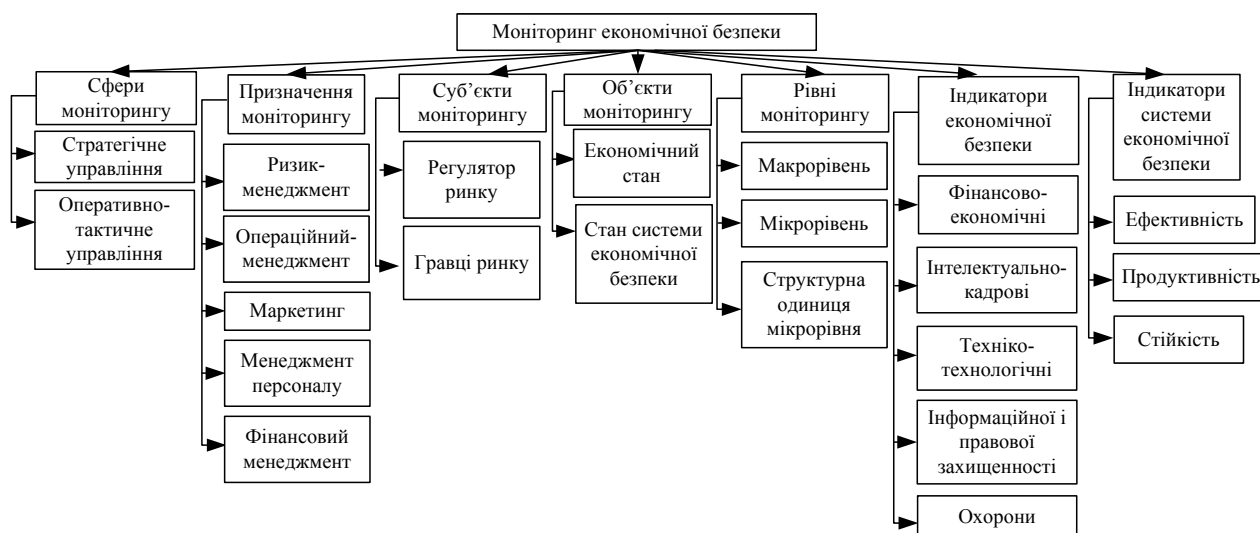 Моніторинг економічної безпеки
Сфери
моніторингу
Стратегічне
управління
Оперативно-
тактичне
управління
Призначення
моніторингу
Ризик-
менеджмент
Операційний-
менеджмент
Маркетинг
Менеджмент
персоналу
Фінансовий
менеджмент
Суб’єкти
моніторингу
Регулятор
ринку
Гравці ринку
Об’єкти
моніторингу
Економічний
стан
Стан системи
економічної
безпеки
Рівні
моніторингу
Макрорівень
Мікрорівень
Структурна
одиниця
мікрорівня
Індикатори
економічної
безпеки
Фінансово-
економічні
Інтелектуально-
кадрові
Техніко-
технологічні
Інформаційної і
правової
захищенності
Охорони
Індикатори
системи
економічної
безпеки
Ефективність
Продуктивність
Стійкість